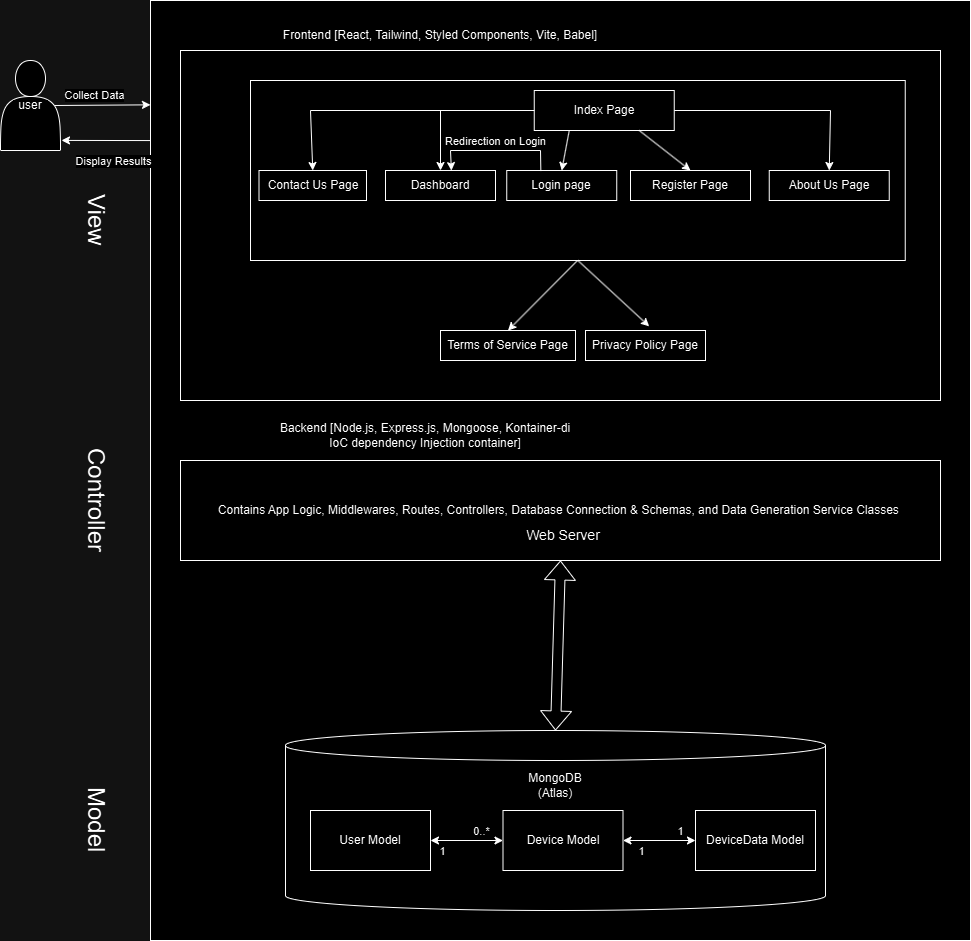 Frontend [React, Tailwind, Styled Components, Vite, Babel]
user
Collect Data
Display Results
Index Page
Redirection on Login
Contact Us Page
Dashboard
Login page
Register Page
About Us Page
View
Terms of Service Page
Privacy Policy Page
Backend [Node.js, Express.js, Mongoose, Kontainer-di
IoC dependency Injection container]
Controller
Contains App Logic, Middlewares, Routes, Controllers, Database Connection & Schemas, and Data Generation Service Classes
Web Server
Model
MongoDB
(Atlas)
User Model
1
0..*
Device Model
1
1
DeviceData Model